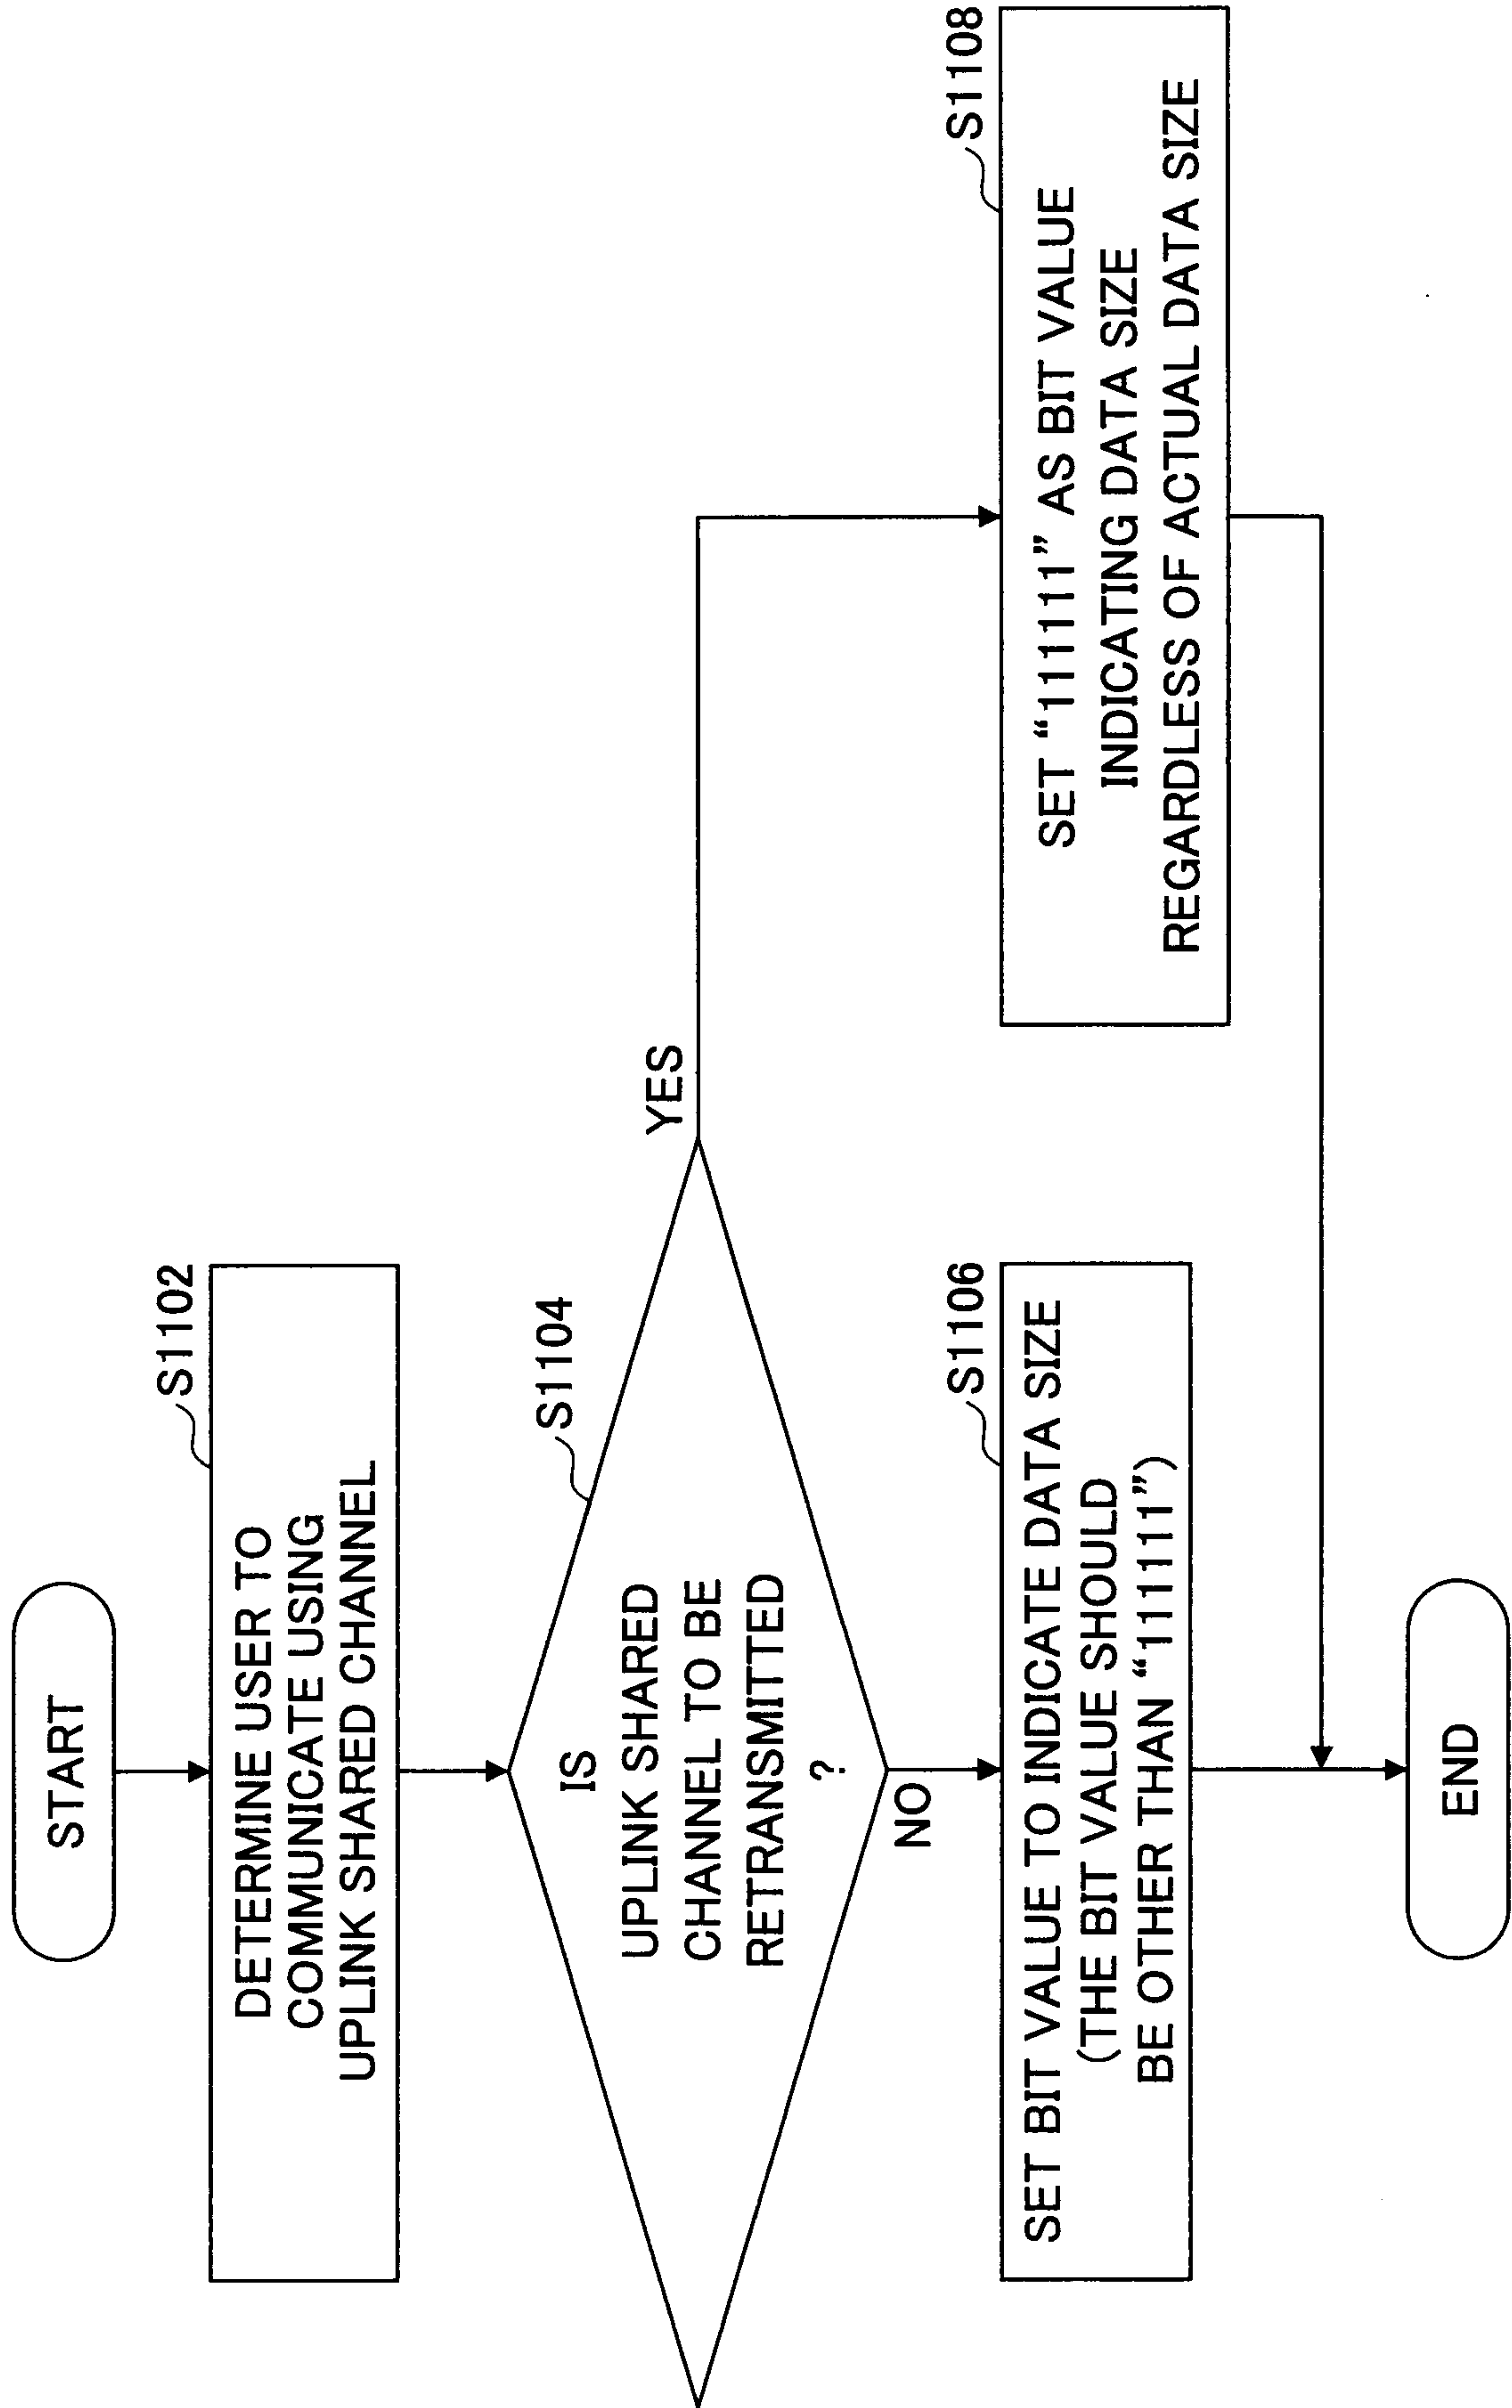 START
S1102
DETERMINE USER TO
COMMUNICATE USING
UPLINK SHARED CHANNEL
S1104
IS
UPLINK SHARED
CHANNEL TO BE
RETRANSMITTED
?
YES
NO
S1106
SET BIT VALUE TO INDICATE DATA SIZE
(THE BIT VALUE SHOULD
BE OTHER THAN “111111”)
S1108
SET “111111” AS BIT VALUE
INDICATING DATA SIZE
REGARDLESS OF ACTUAL DATA SIZE
END